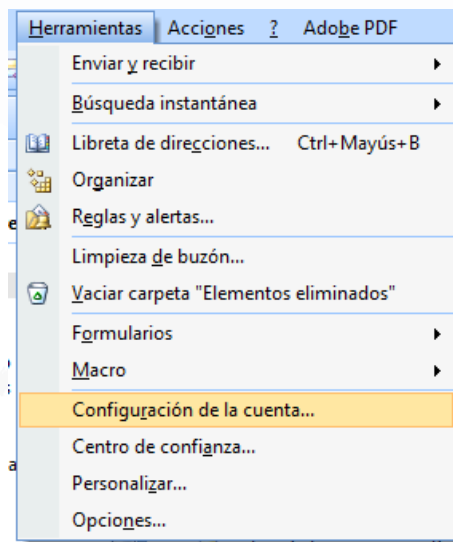 Herramientas Acciones ? Adobe PDF
Enviar y recibir
Búsqueda instantánea
Libreta de direcciones... Ctrl+Mayús+B
Organizar
Reglas y alertas...
Limpieza de buzón...
Vaciar carpeta "Elementos eliminados"
Formularios
Macro
Configuración de la cuenta...
Centro de confianza...
Personalizar...
Opciones...